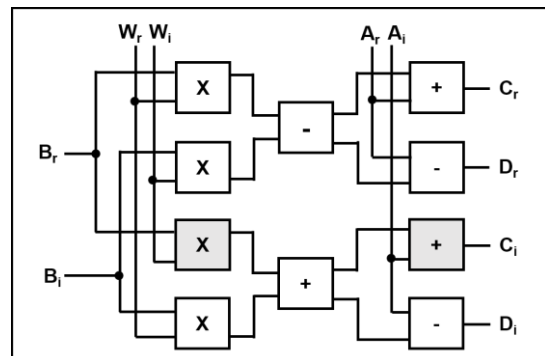 Wr Wi Ar Ai
X + Cr
-
Br X - Dr
X + Ci
Bi +
X - Di